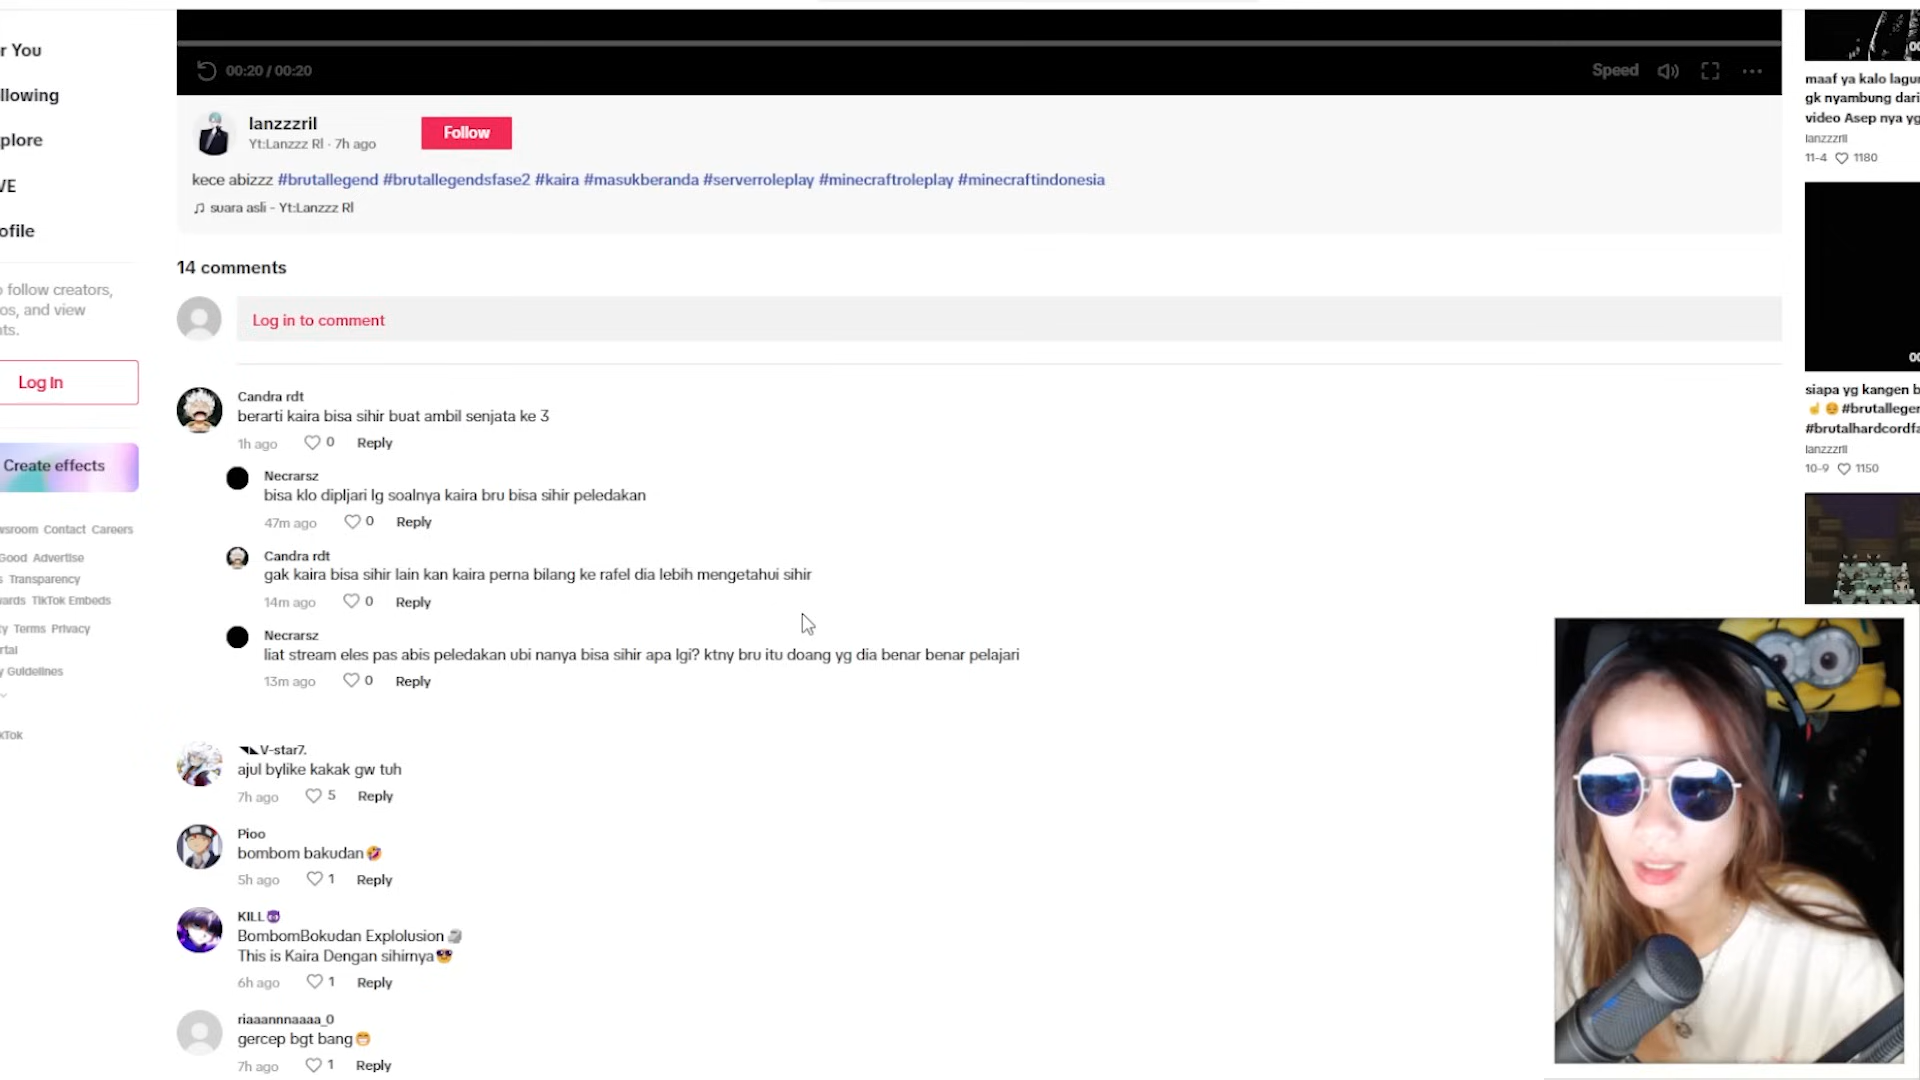 r You
llowing
plore
VE
ofile
o follow creators,
os, and view
nts.
Log In
Create effects
wsroom Contact Careers
Good Advertise
s Transparency
wards TikTok Embeds
ty Terms Privacy
rtal
y Guidelines
kTok
00:20 / 00:20
Speed
lanzzzril
Yt:Lanzzz Rl · 7h ago
Follow
kece abizzz #brutallegend #brutallegendsfase2 #kaira #masukberanda #serverroleplay #minecraftroleplay #minecraftindonesia
♫ suara asli - Yt:Lanzzz Rl
14 comments
Log in to comment
Candra rdt
berarti kaira bisa sihir buat ambil senjata ke 3
1h ago 0 Reply
Necrarsz
bisa klo dipljari lg soalnya kaira bru bisa sihir peledakan
47m ago 0 Reply
Candra rdt
gak kaira bisa sihir lain kan kaira perna bilang ke rafel dia lebih mengetahui sihir
14m ago 0 Reply
Necrarsz
liat stream eles pas abis peledakan ubi nanya bisa sihir apa lgi? ktny bru itu doang yg dia benar benar pelajari
13m ago 0 Reply
◥◣V-star7.
ajul bylike kakak gw tuh
7h ago 5 Reply
Pioo
bombom bakudan🤣
5h ago 1 Reply
KILL😈
BombomBokudan Explolusion🗿
This is Kaira Dengan sihirnya😎
6h ago 1 Reply
riaaannnaaaa_0
gercep bgt bang😁
7h ago 1 Reply
00
maaf ya kalo lagun
gk nyambung dari
video Asep nya yg
lanzzzril
11-4 1180
00
siapa yg kangen b
☝😔#brutallegen
#brutalhardcordfa
lanzzzril
10-9 1150